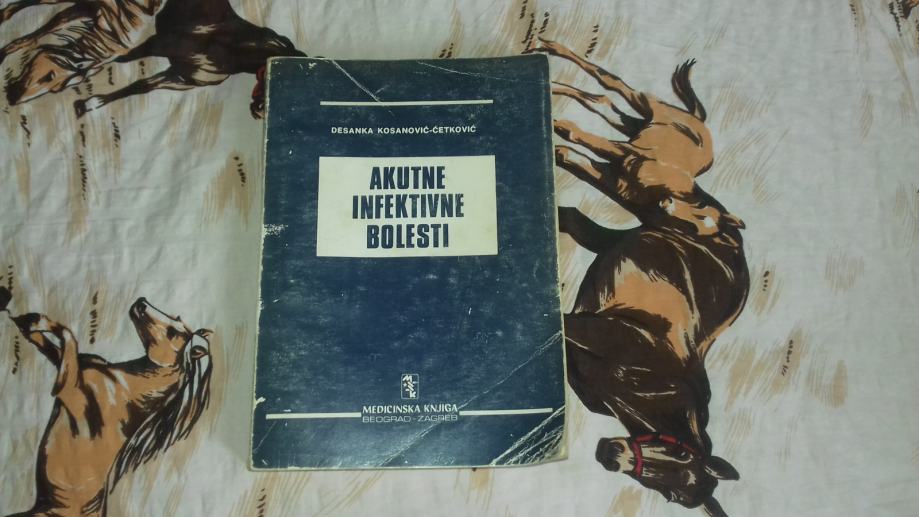 DESANKA KOSANOVIĆ-ĆETKOVIĆ
AKUTNE
INFEKTIVNE
BOLESTI
MEDICINSKA KNJIGA
BEOGRAD-ZAGREB